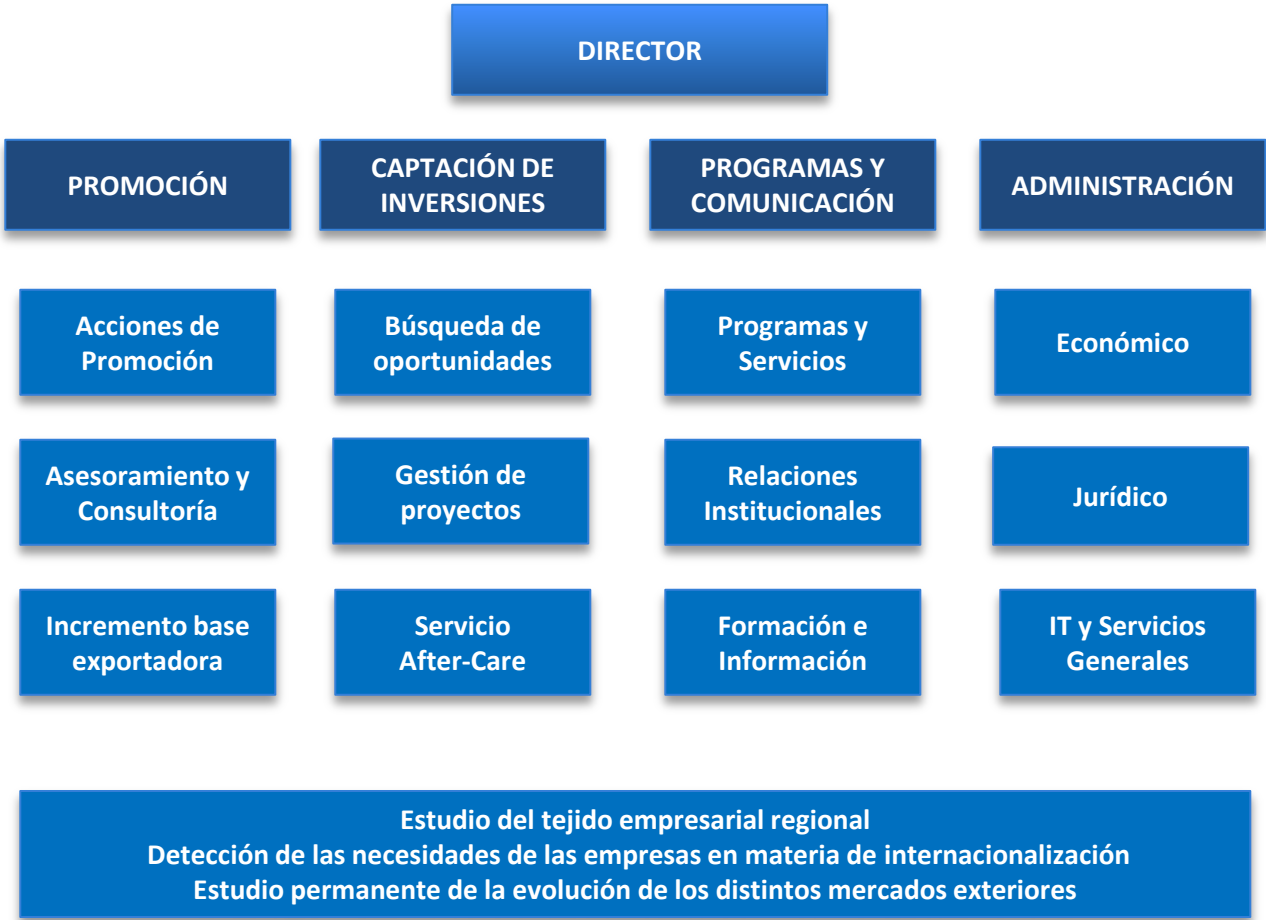 DIRECTOR
PROMOCIÓN
CAPTACIÓN DE
INVERSIONES
PROGRAMAS Y
COMUNICACIÓN
ADMINISTRACIÓN
Acciones de
Promoción
Búsqueda de
oportunidades
Programas y
Servicios
Económico
Asesoramiento y
Consultoría
Gestión de
proyectos
Relaciones
Institucionales
Jurídico
Incremento base
exportadora
Servicio
After-Care
Formación e
Información
IT y Servicios
Generales
Estudio del tejido empresarial regional
Detección de las necesidades de las empresas en materia de internacionalización
Estudio permanente de la evolución de los distintos mercados exteriores